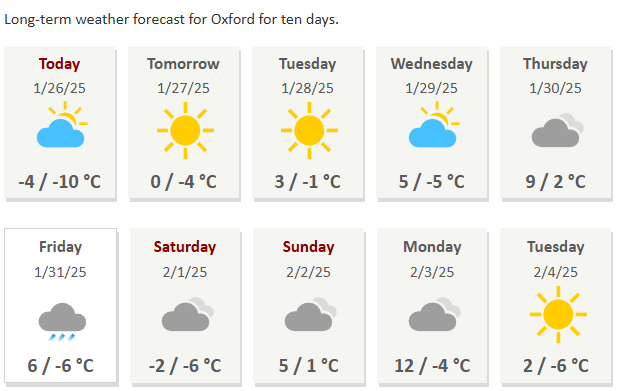 Long-term weather forecast for Oxford for ten days.
Today Tomorrow Tuesday Wednesday Thursday
1/26/25 1/27/25 1/28/25 1/29/25 1/30/25
-4 / -10 °C 0 / -4 °C 3 / -1 °C 5 / -5 °C 9 / 2 °C
Friday Saturday Sunday Monday Tuesday
1/31/25 2/1/25 2/2/25 2/3/25 2/4/25
6 / -6 °C -2 / -6 °C 5 / 1 °C 12 / -4 °C 2 / -6 °C